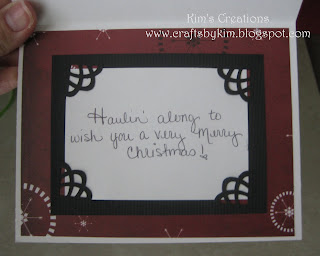 Kim's Creations
www.craftsbykim.blogspot.com
Haulin' along to
wish you a very Merry
Christmas!